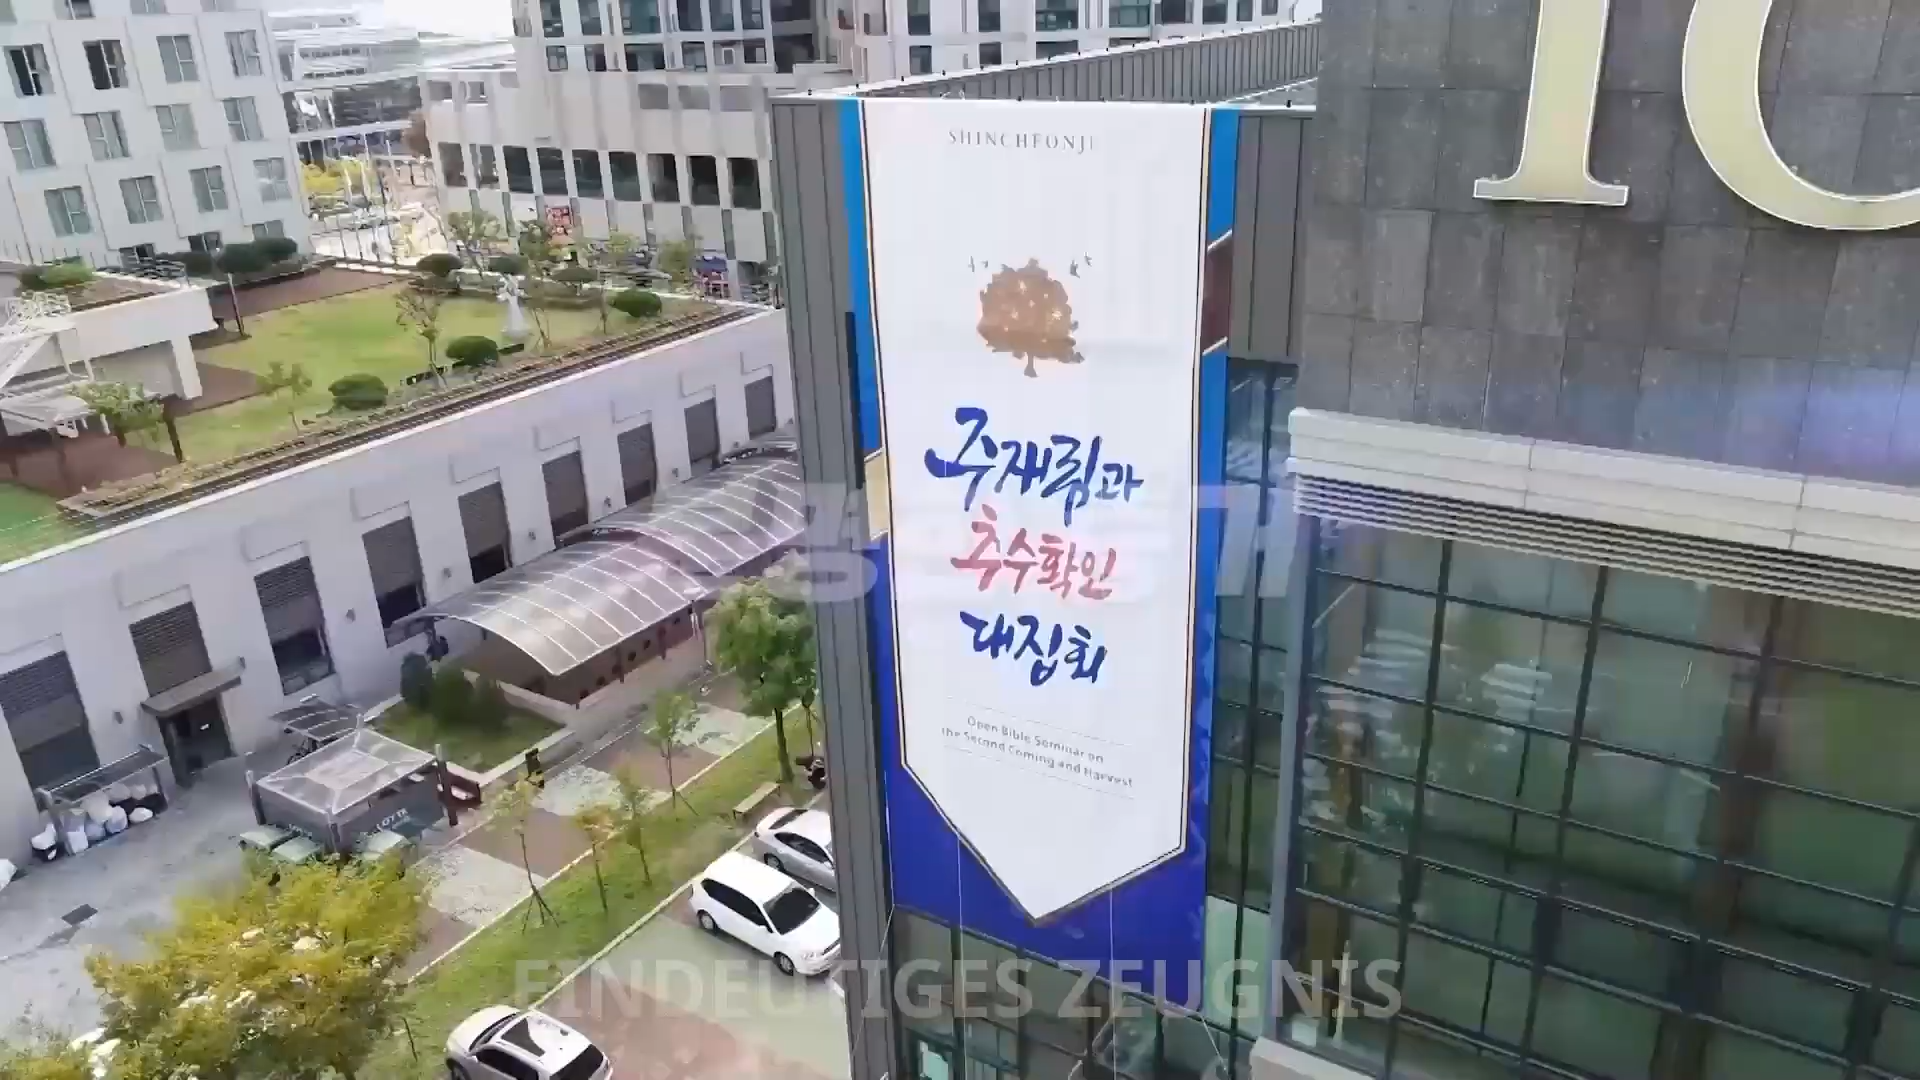 SHINCHEONJI
주재림과
추수확인
대집회
Open Bible Seminar on
the Second Coming and Harvest
LOTTE
EINDEUTIGES ZEUGNIS